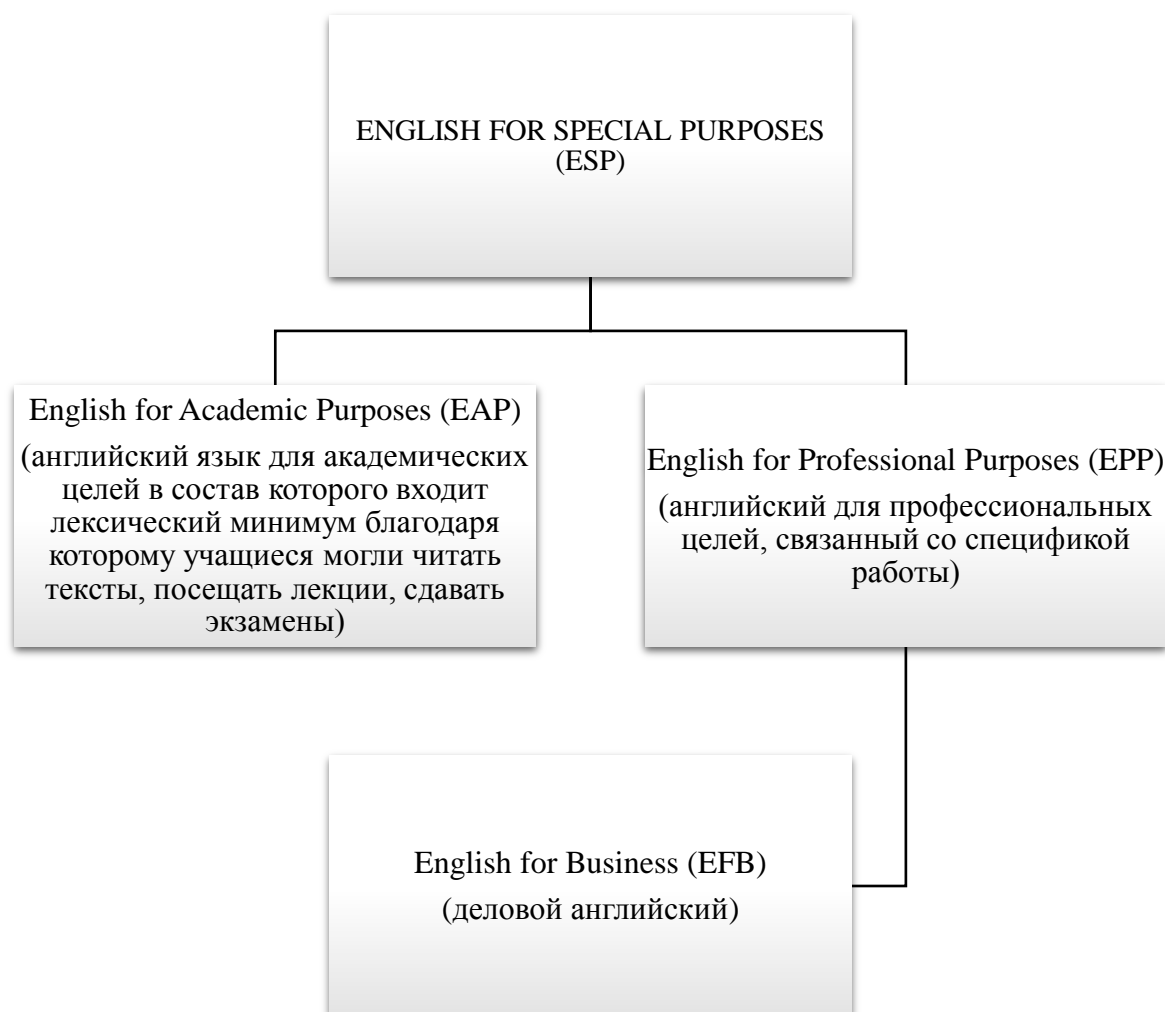 ENGLISH FOR SPECIAL PURPOSES
(ESP)
English for Academic Purposes (EAP)
(английский язык для академических
целей в состав которого входит
лексический минимум благодаря
которому учащиеся могли читать
тексты, посещать лекции, сдавать
экзамены)
English for Professional Purposes (EPP)
(английский для профессиональных
целей, связанный со спецификой
работы)
English for Business (EFB)
(деловой английский)